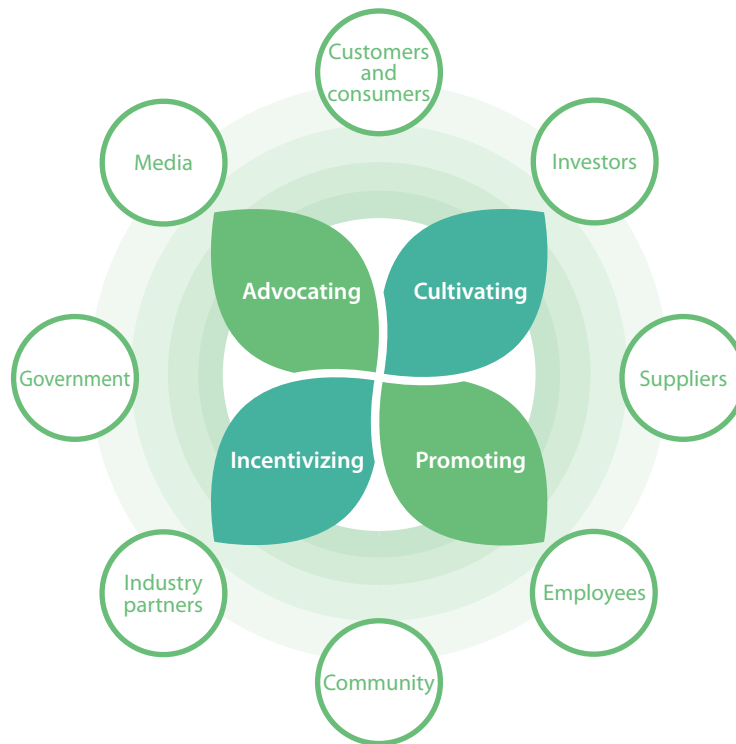 Customers
and
consumers
Media
Investors
Advocating
Cultivating
Government
Suppliers
Incentivizing
Promoting
Industry
partners
Employees
Community